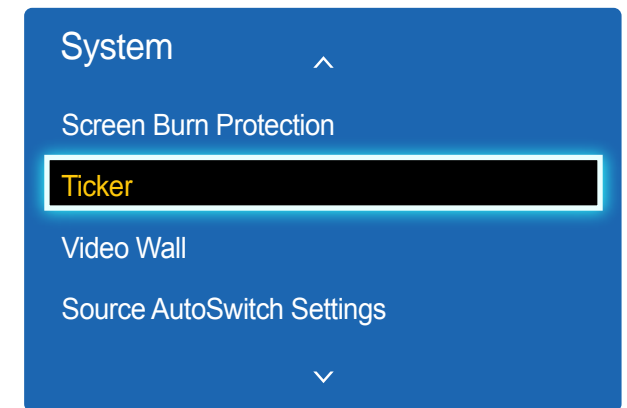 System
Screen Burn Protection
Ticker
Video Wall
Source AutoSwitch Settings